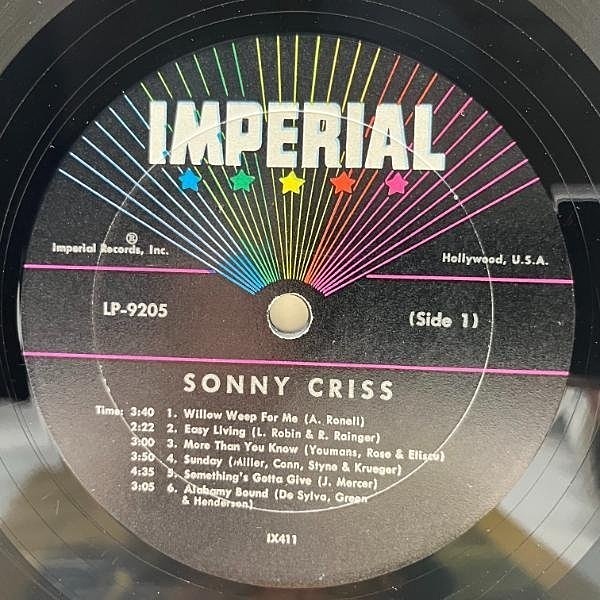 IMPERIAL
®
Imperial Records, Inc.
Hollywood, U.S.A.
LP-9205
(Side 1)
SONNY CRISS
Time: 3:40 1. Willow Weep For Me (A. Ronell)
2:22 2. Easy Living (L. Robin & R. Rainger)
3:00 3. More Than You Know (Youmans, Rose & Eliscu)
3:50 4. Sunday (Miller, Conn, Styne & Krueger)
4:35 5. Something's Gotta Give (J. Mercer)
3:05 6. Alabamy Bound (De Sylva, Green
& Henderson)
IX411